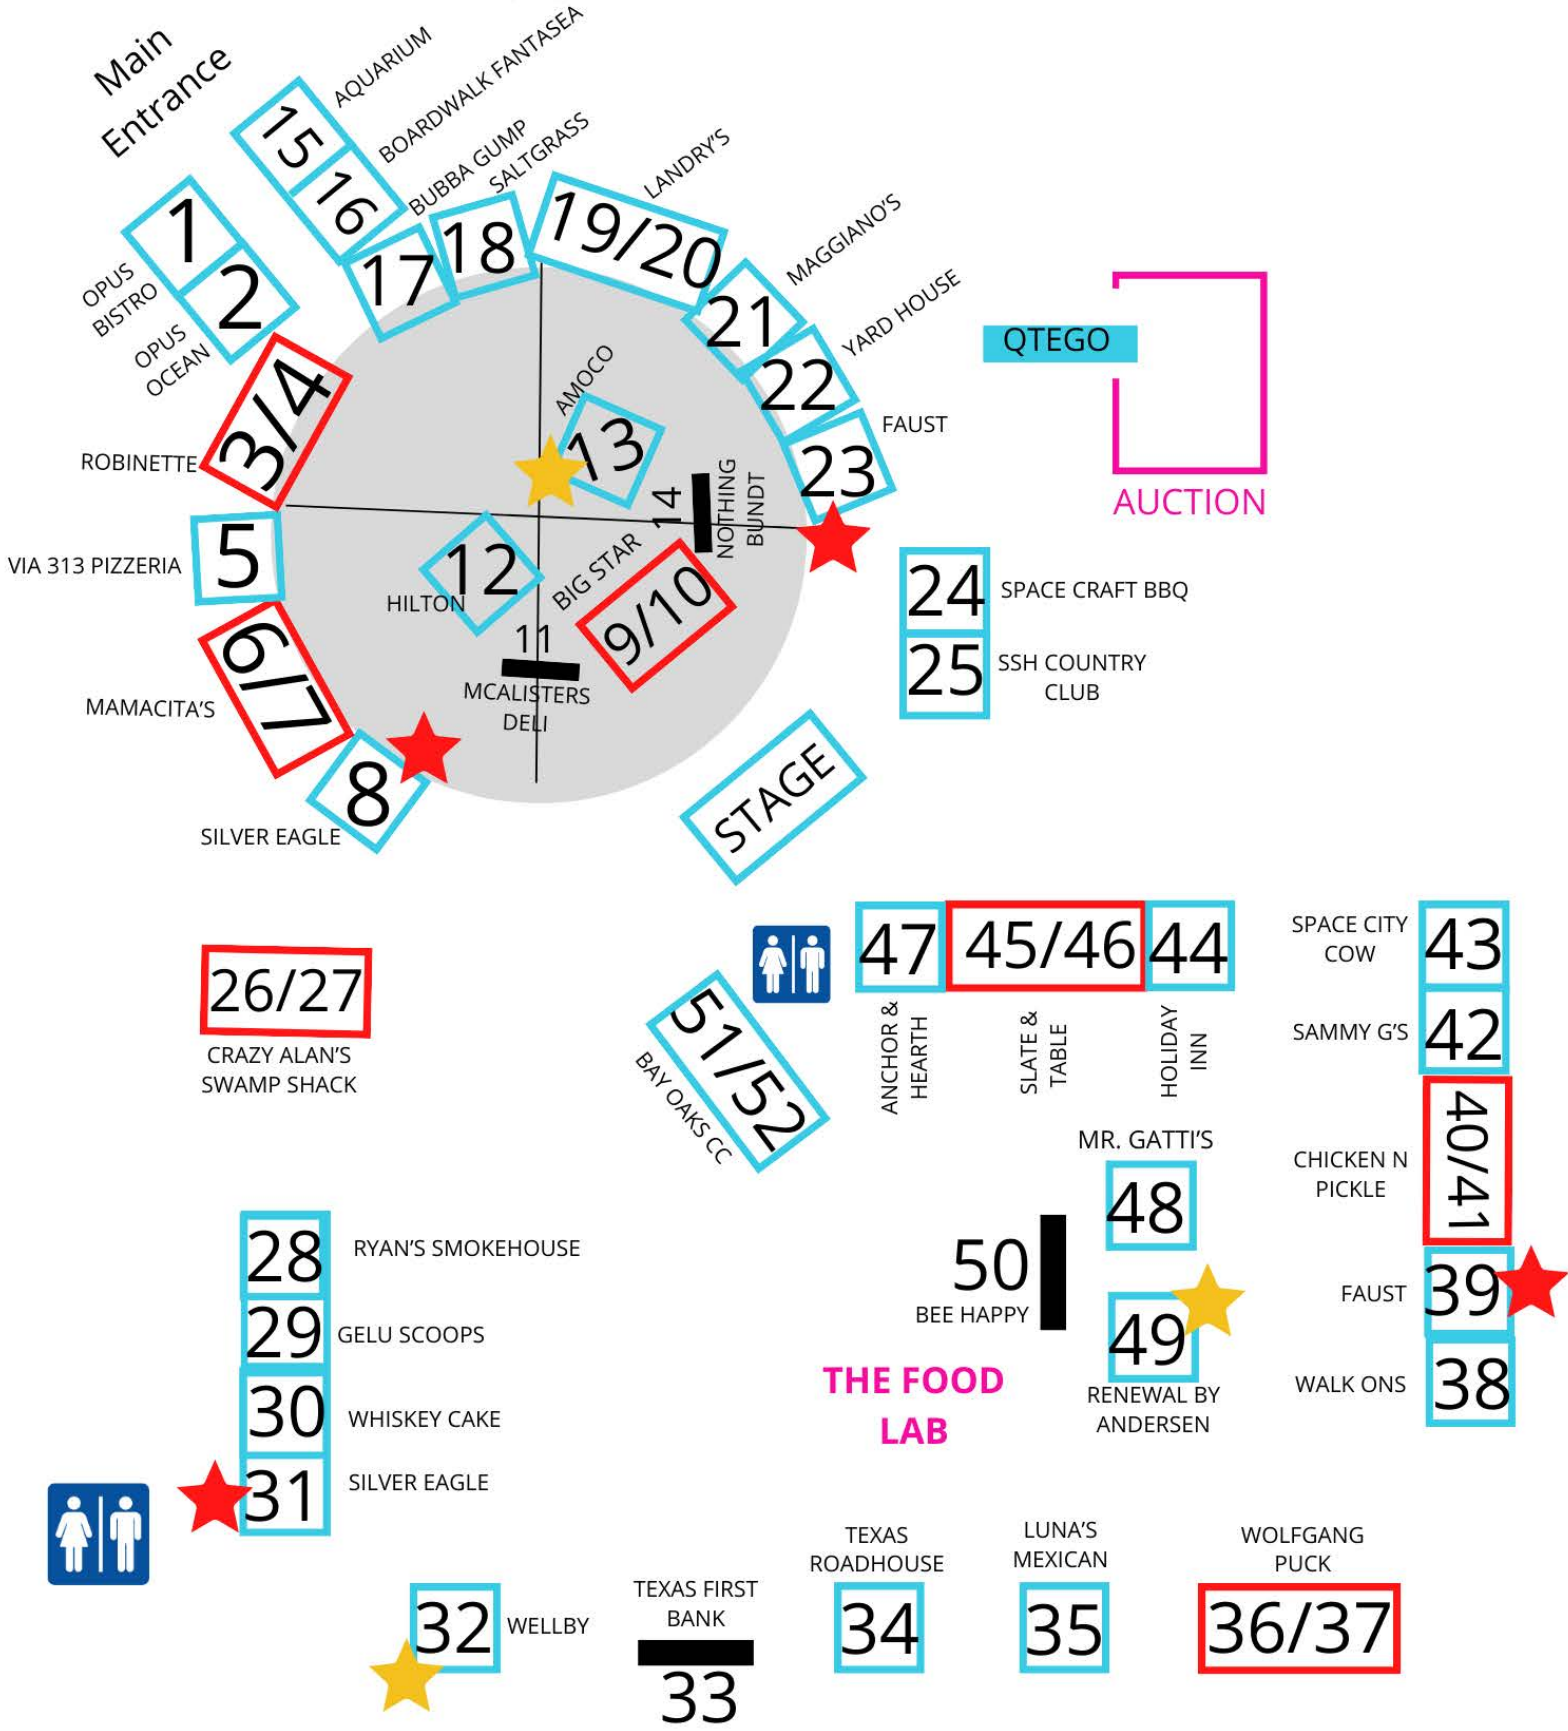 Main
Entrance
15
AQUARIUM
16
BOARDWALK FANTASEA
17
BUBBA GUMP
18
SALTGRASS
19/20
LANDRY'S
21
MAGGIANO'S
22
YARD HOUSE
23
FAUST
1
OPUS
BISTRO
2
OPUS
OCEAN
3/4
ROBINETTE
5
VIA 313 PIZZERIA
6/7
MAMACITA'S
8
SILVER EAGLE
AMOCO
13
14
NOTHING
BUNDT
12
HILTON
BIG STAR
9/10
11
MCALISTERS
DELI
QTEGO
AUCTION
24
SPACE CRAFT BBQ
25
SSH COUNTRY
CLUB
STAGE
26/27
CRAZY ALAN'S
SWAMP SHACK
51/52
BAY OAKS CC
47
45/46
44
ANCHOR &
HEARTH
SLATE &
TABLE
HOLIDAY
INN
SPACE CITY
COW
43
SAMMY G'S
42
CHICKEN N
PICKLE
40/41
FAUST
39
WALK ONS
38
MR. GATTI'S
48
50
BEE HAPPY
49
RENEWAL BY
ANDERSEN
THE FOOD
LAB
28
RYAN'S SMOKEHOUSE
29
GELU SCOOPS
30
WHISKEY CAKE
31
SILVER EAGLE
32
WELLBY
TEXAS FIRST
BANK
33
TEXAS
ROADHOUSE
34
LUNA'S
MEXICAN
35
WOLFGANG
PUCK
36/37